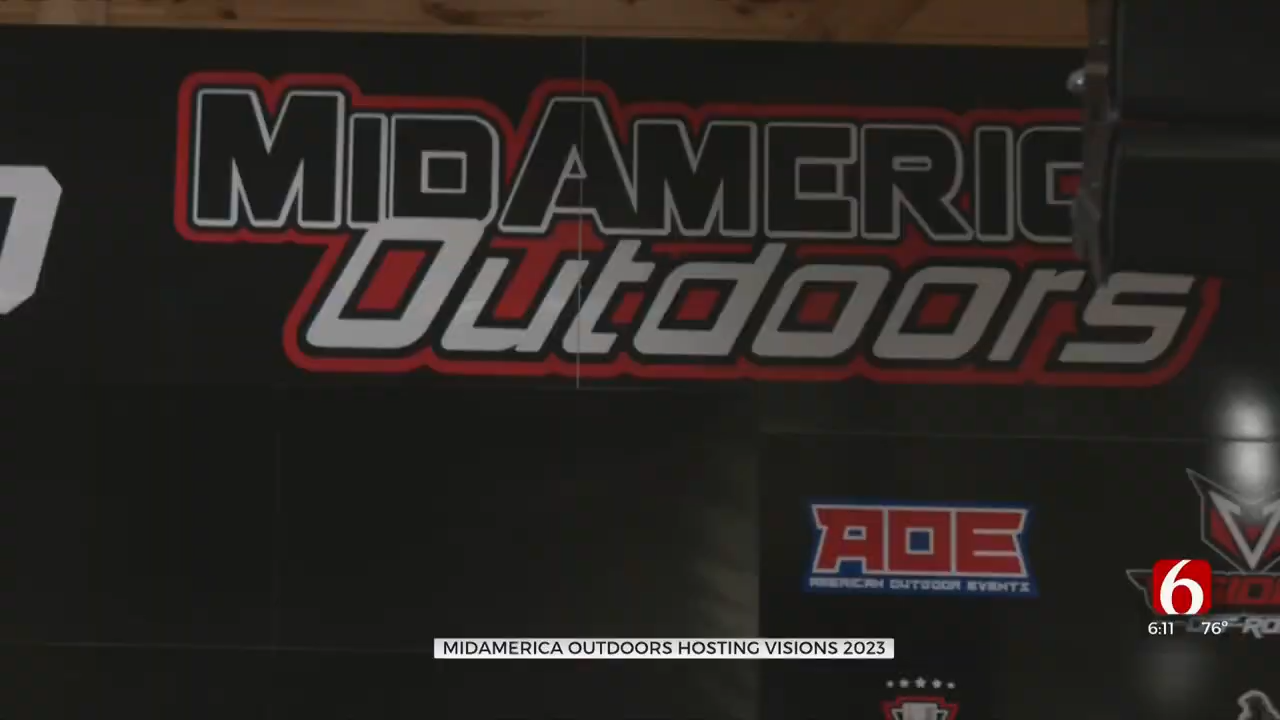 MIDAMERIC
Outdoors
AOE
AMERICAN OUTDOOR EVENTS
6
6:11 76°
MIDAMERICA OUTDOORS HOSTING VISIONS 2023